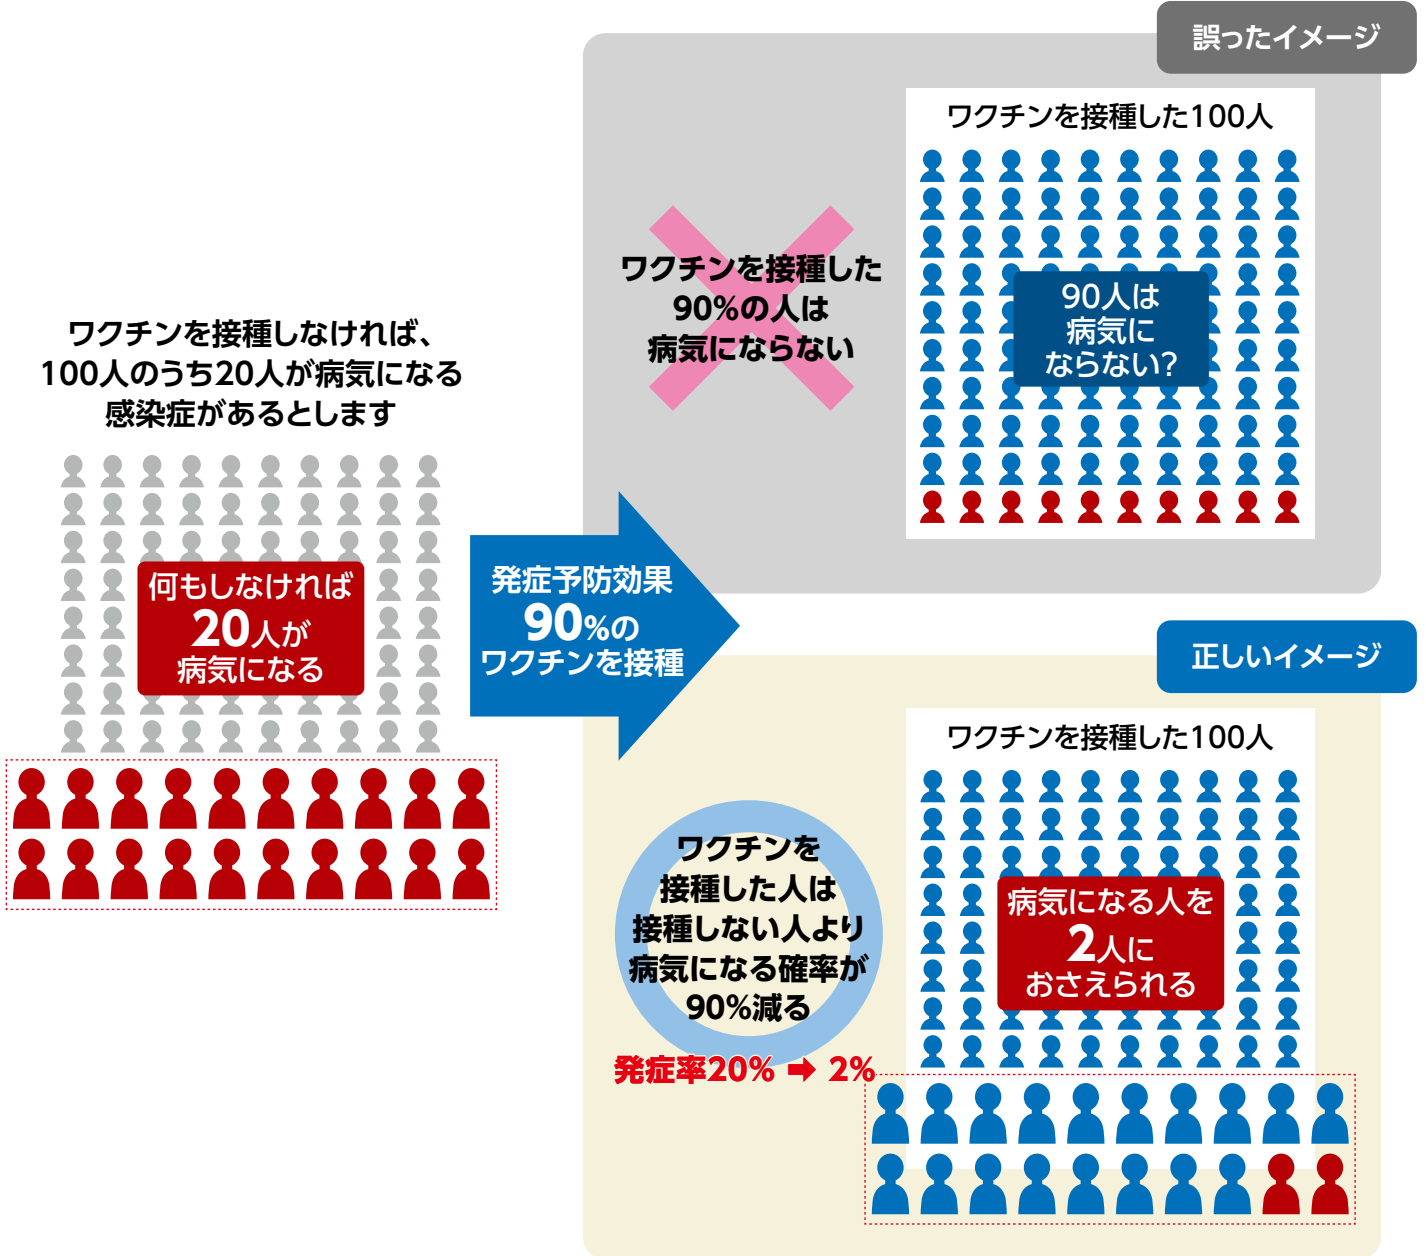 ワクチンを接種しなければ、
100人のうち20人が病気になる
感染症があるとします
何もしなければ
20人が
病気になる
発症予防効果
90%の
ワクチンを接種
誤ったイメージ
ワクチンを接種した
90%の人は
病気にならない
ワクチンを接種した100人
90人は
病気に
ならない?
正しいイメージ
ワクチンを
接種した人は
接種しない人より
病気になる確率が
90%減る
発症率20% ➡ 2%
ワクチンを接種した100人
病気になる人を
2人に
おさえられる